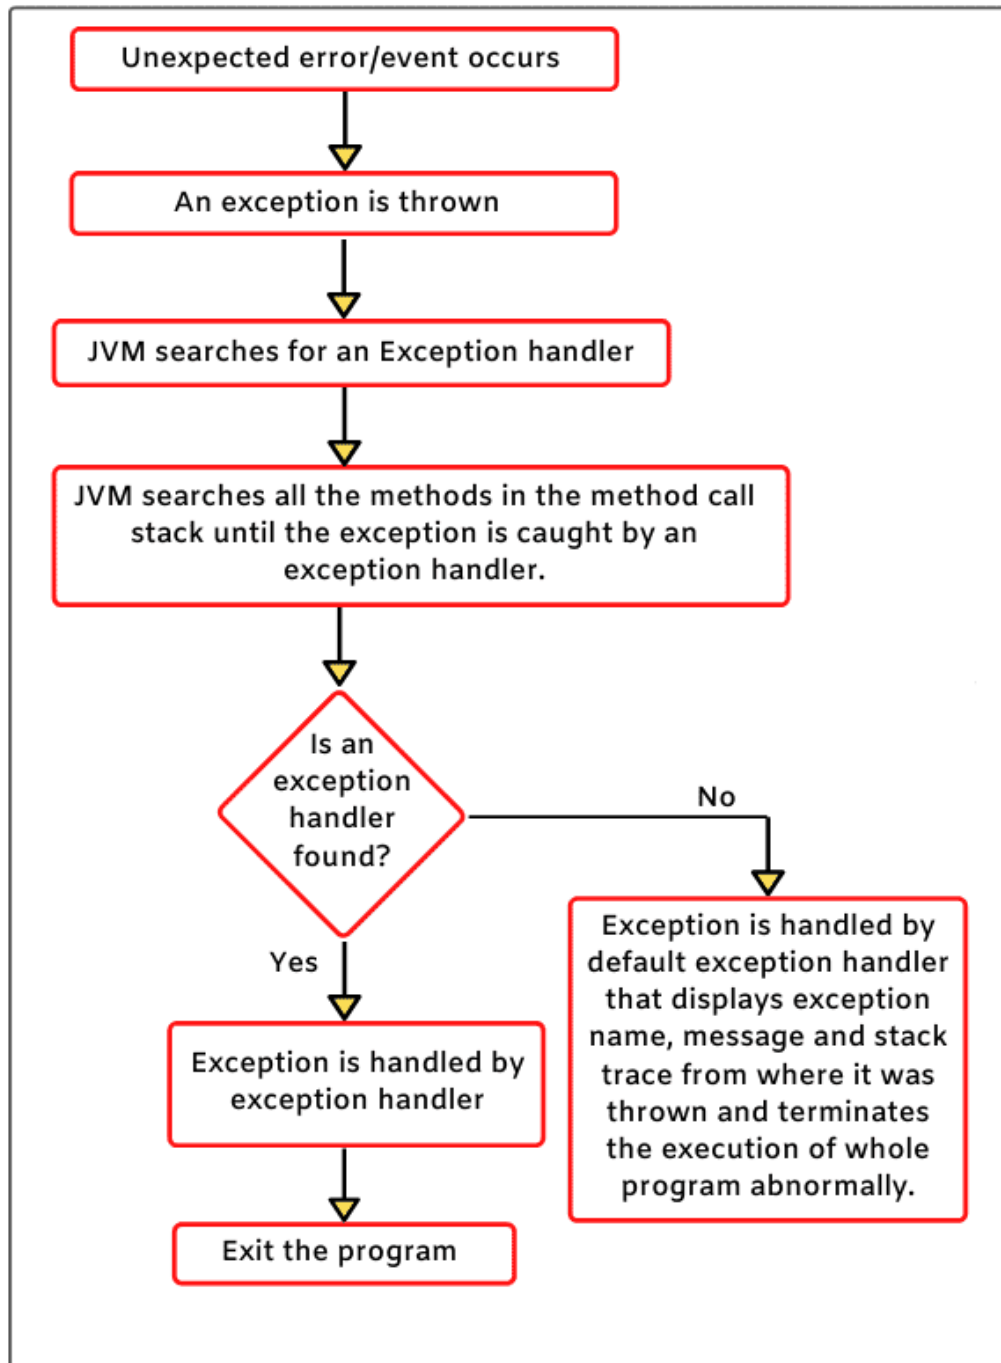 Unexpected error/event occurs
An exception is thrown
JVM searches for an Exception handler
JVM searches all the methods in the method call
stack until the exception is caught by an
exception handler.
Is an
exception
handler
found?
No
Yes
Exception is handled by
default exception handler
that displays exception
name, message and stack
trace from where it was
thrown and terminates
the execution of whole
program abnormally.
Exception is handled by
exception handler
Exit the program